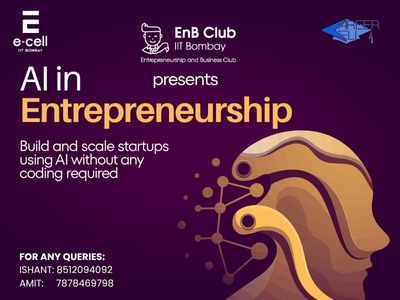 e-cell
IIT BOMBAY
EnB Club
IIT Bombay
Entrepreneurship and Business Club
presents
AI in
Entrepreneurship
Build and scale startups
using AI without any
coding required
FOR ANY QUERIES:
ISHANT: 8512094092
AMIT: 7878469798